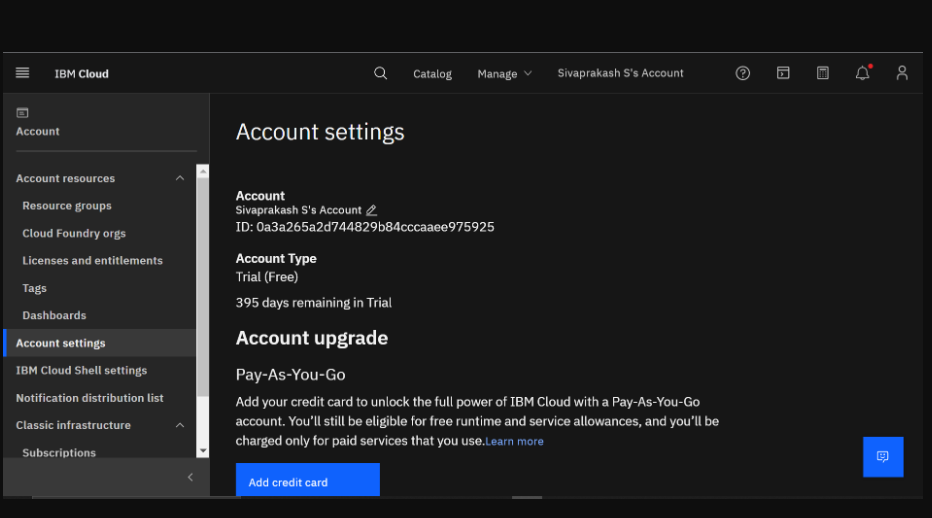 IBM Cloud
Catalog
Manage
Sivaprakash S's Account
Account
Account resources
Resource groups
Cloud Foundry orgs
Licenses and entitlements
Tags
Dashboards
Account settings
IBM Cloud Shell settings
Notification distribution list
Classic infrastructure
Subscriptions
Account settings
Account
Sivaprakash S's Account
ID: 0a3a265a2d744829b84cccaaee975925
Account Type
Trial (Free)
395 days remaining in Trial
Account upgrade
Pay-As-You-Go
Add your credit card to unlock the full power of IBM Cloud with a Pay-As-You-Go
account. You’ll still be eligible for free runtime and service allowances, and you’ll be
charged only for paid services that you use.Learn more
Add credit card